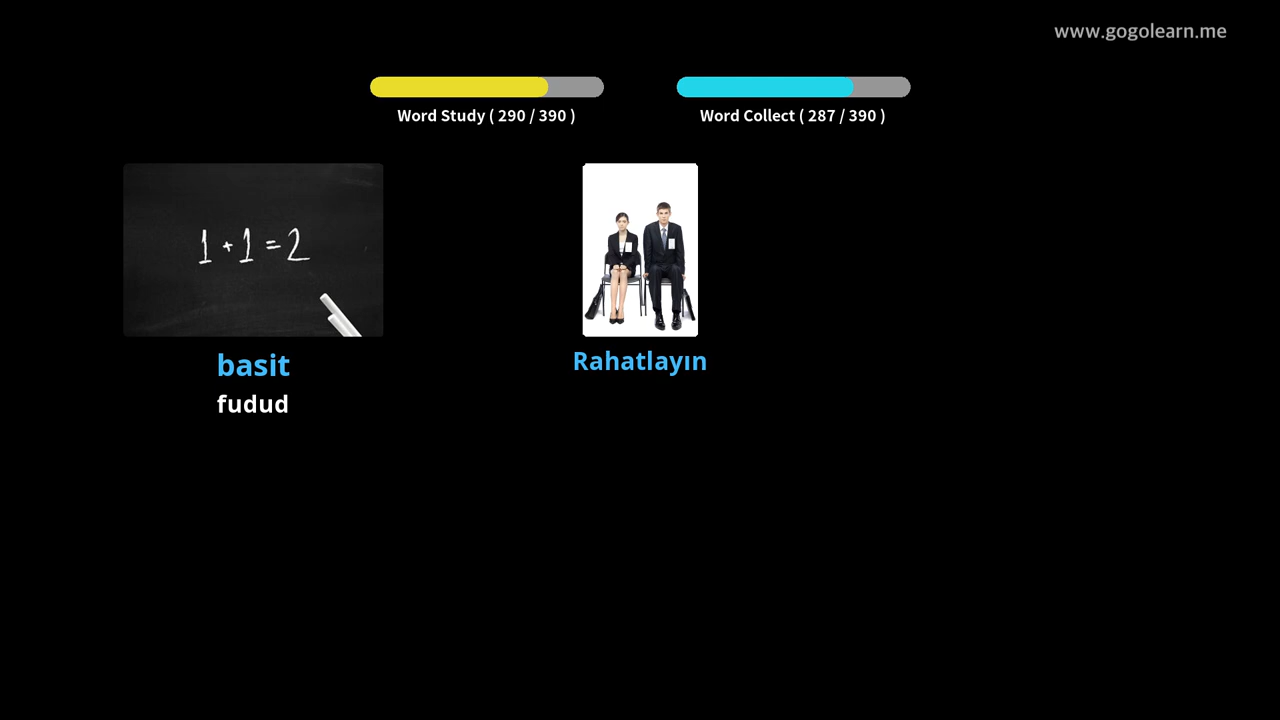 www.gogolearn.me
Word Study ( 290 / 390 )
Word Collect ( 287 / 390 )
1 + 1 = 2
basit
fudud
Rahatlayın